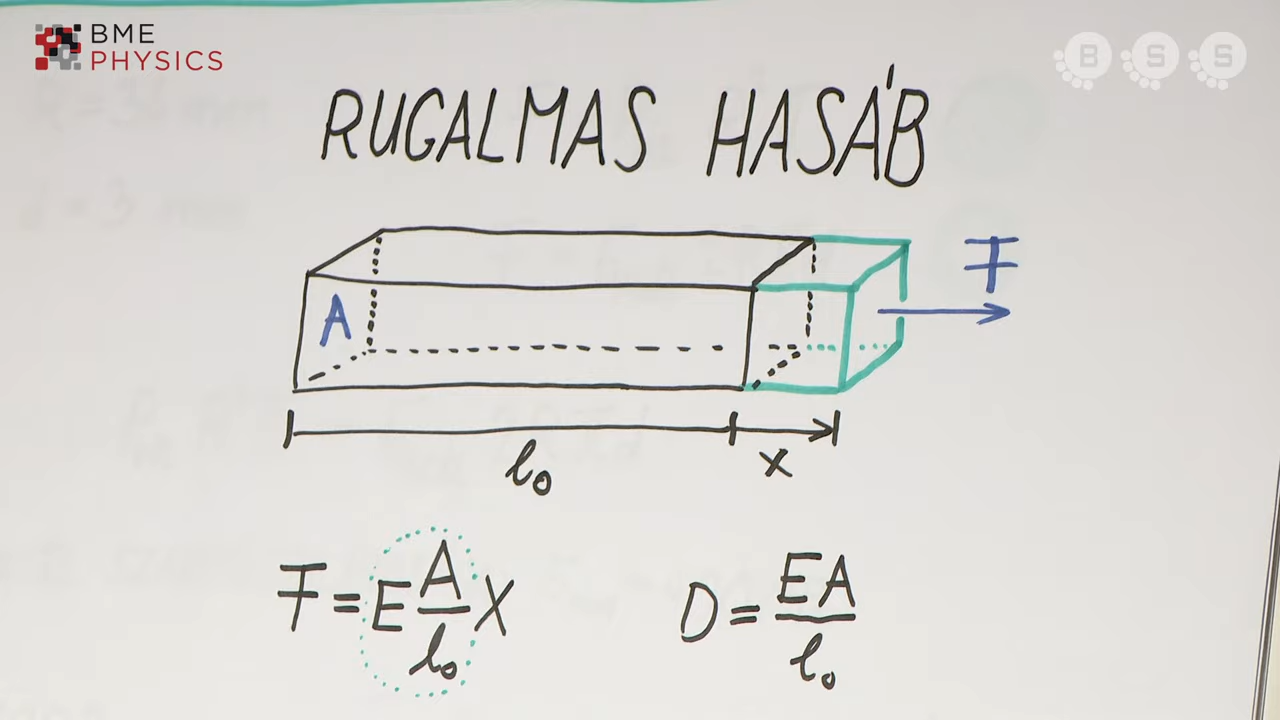 BME
PHYSICS
B S S
RUGALMAS HASÁB
A
F
l₀
x
F = E A/l₀ x
D = EA/l₀